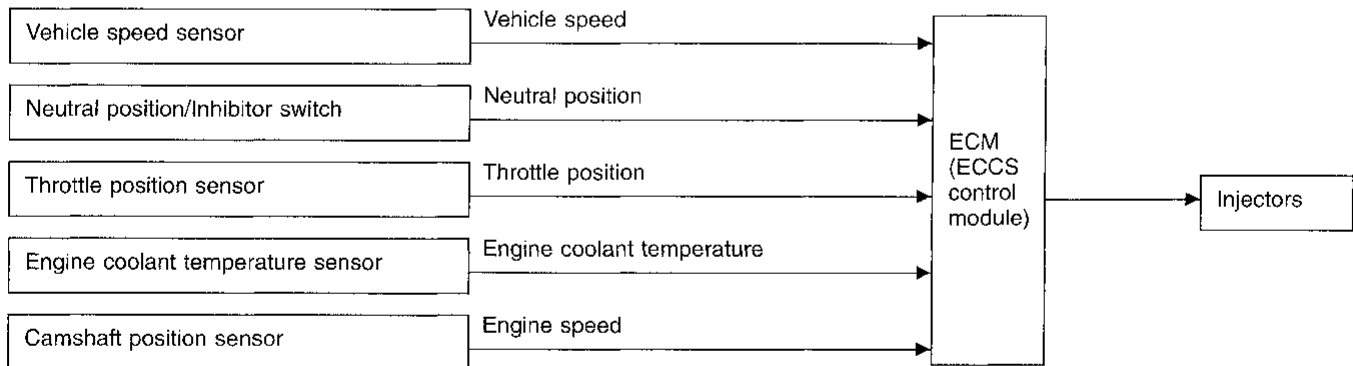 Vehicle speed sensor
Vehicle speed
Neutral position/Inhibitor switch
Neutral position
Throttle position sensor
Throttle position
Engine coolant temperature sensor
Engine coolant temperature
Camshaft position sensor
Engine speed
ECM
(ECCS
control
module)
Injectors